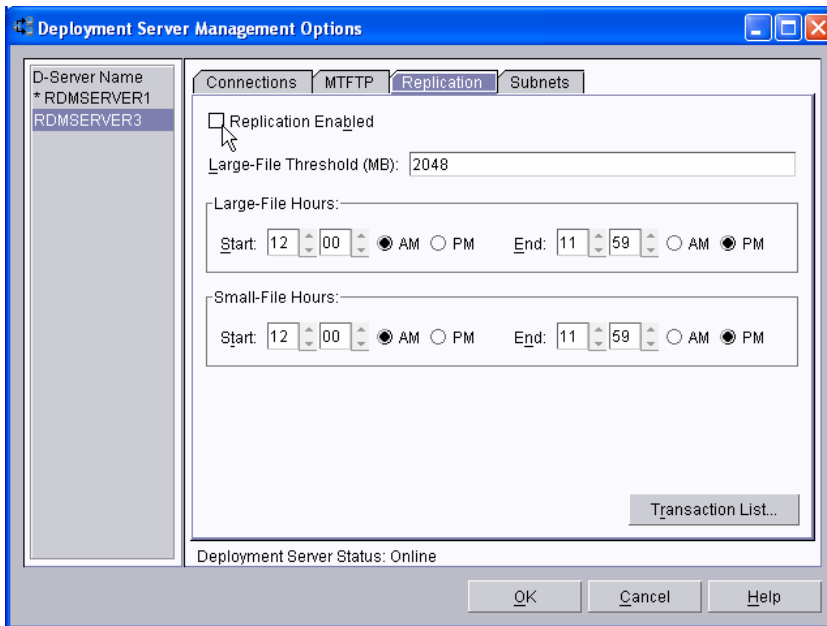 Deployment Server Management Options
D-Server Name
* RDMSERVER1
RDMSERVER3
Connections MTFTP Replication Subnets
Replication Enabled
Large-File Threshold (MB): 2048
Large-File Hours:
Start: 12 00 AM PM End: 11 59 AM PM
Small-File Hours:
Start: 12 00 AM PM End: 11 59 AM PM
Transaction List...
Deployment Server Status: Online
OK Cancel Help